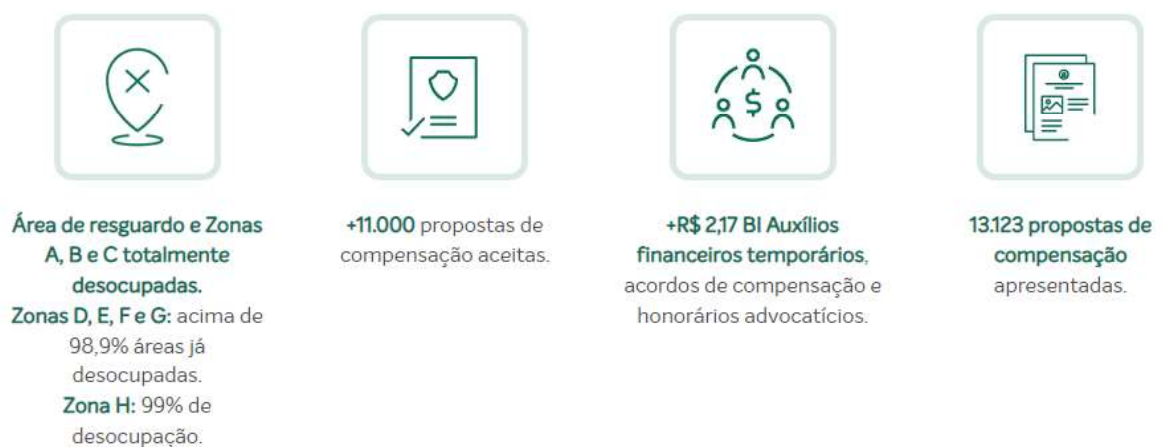 Área de resguardo e Zonas
A, B e C totalmente
desocupadas.
Zonas D, E, F e G: acima de
98,9% áreas já
desocupadas.
Zona H: 99% de
desocupação.
+11.000 propostas de
compensação aceitas.
+R$ 2,17 BI Auxílios
financeiros temporários,
acordos de compensação e
honorários advocatícios.
13.123 propostas de
compensação
apresentadas.